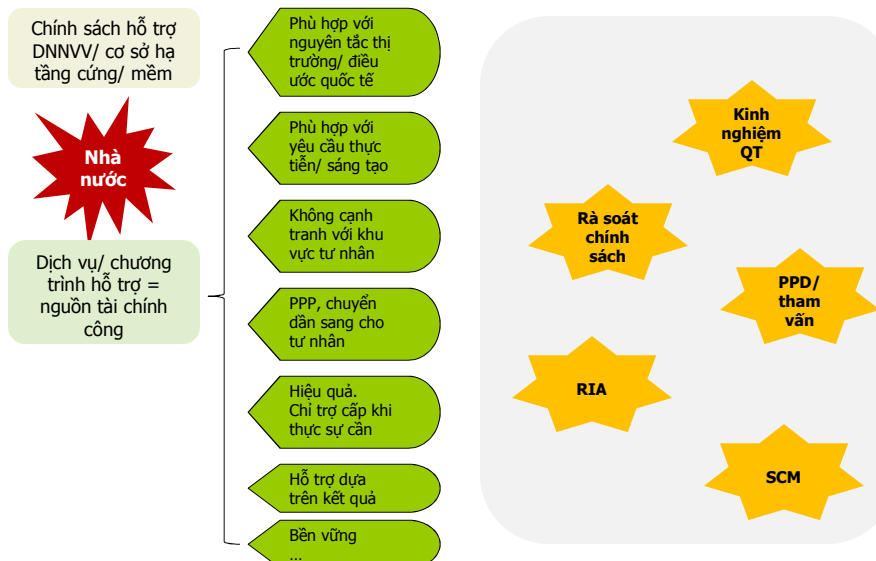 Chính sách hỗ trợ
DNNVV/ cơ sở hạ
tầng cứng/ mềm
Nhà
nước
Dịch vụ/ chương
trình hỗ trợ =
nguồn tài chính
công
Phù hợp với
nguyên tắc thị
trường/ điều
ước quốc tế
Phù hợp với
yêu cầu thực
tiễn/ sáng tạo
Không cạnh
tranh với khu
vực tư nhân
PPP, chuyển
dần sang cho
tư nhân
Hiệu quả.
Chỉ trợ cấp khi
thực sự cần
Hỗ trợ dựa
trên kết quả
Bền vững
...
Kinh
nghiệm
QT
Rà soát
chính
sách
PPD/
tham
vấn
RIA
SCM